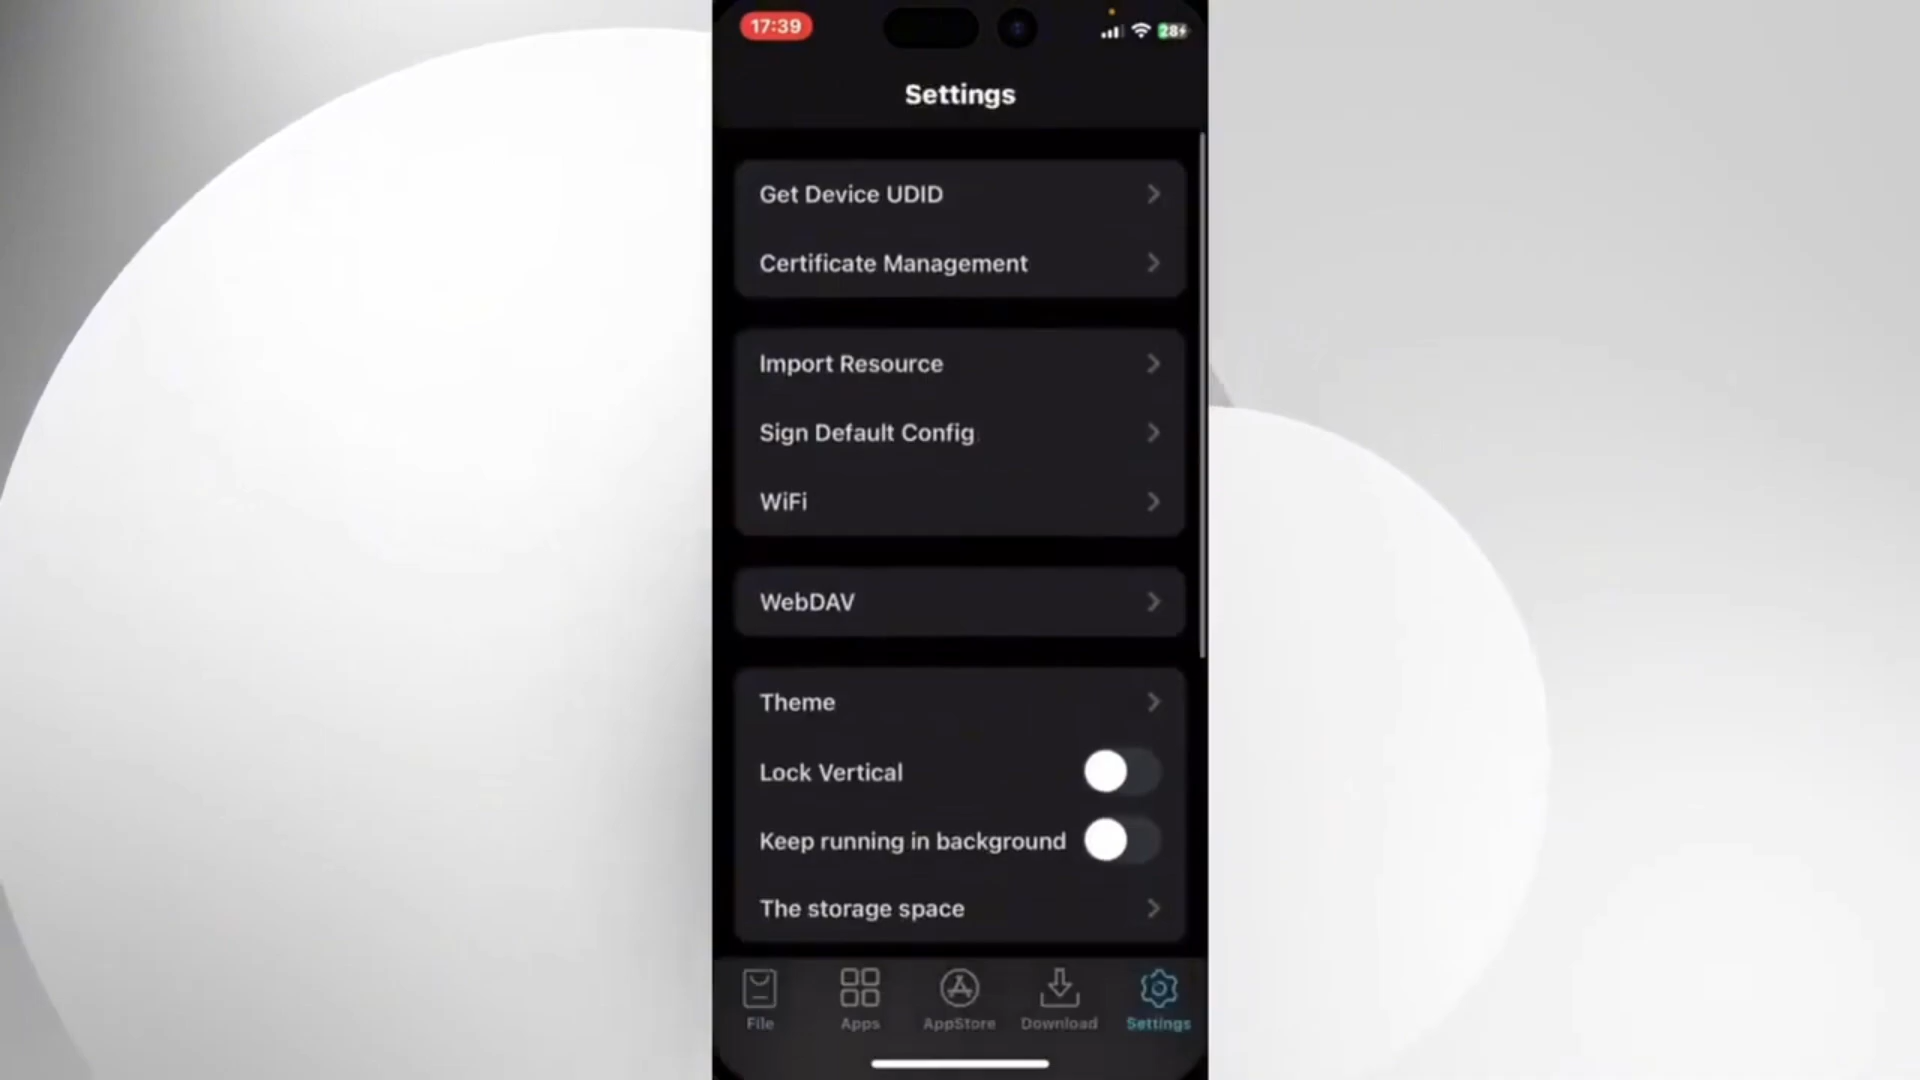 17:39
28
Settings
Get Device UDID
Certificate Management
Import Resource
Sign Default Config
WiFi
WebDAV
Theme
Lock Vertical
Keep running in background
The storage space
File
Apps
AppStore
Download
Settings